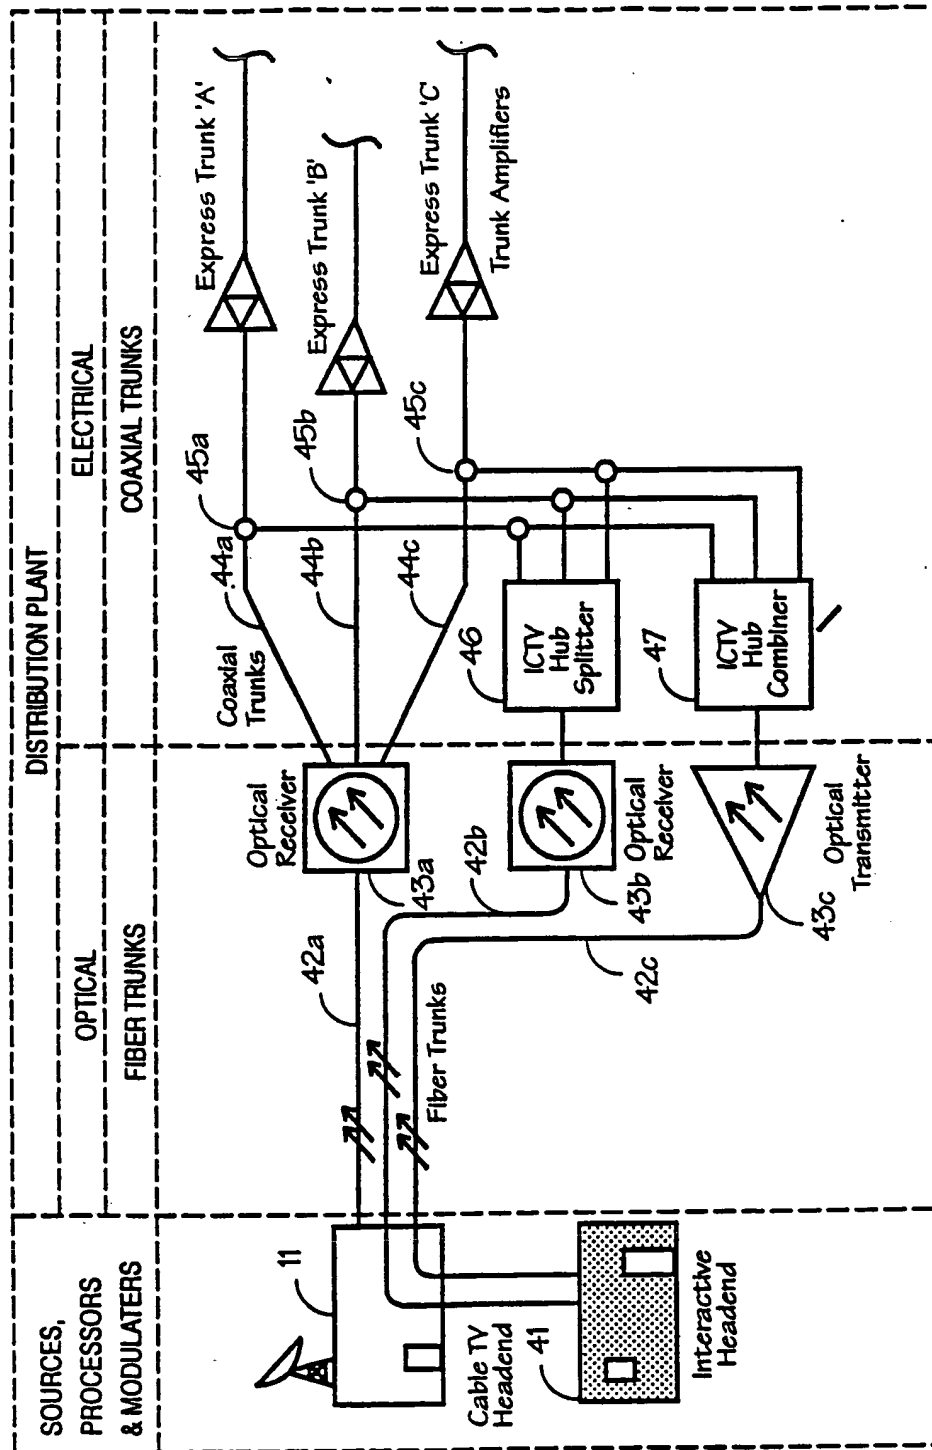 DISTRIBUTION PLANT
SOURCES,
PROCESSORS
& MODULATERS
OPTICAL
ELECTRICAL
FIBER TRUNKS
COAXIAL TRUNKS
11
Cable TV
Headend
41
Interactive
Headend
42a
42b
42c
Fiber Trunks
Optical
Receiver
43a
43b
Optical
Receiver
43c
Optical
Transmitter
Coaxial
Trunks
44a
44b
44c
45a
45b
45c
46
ICTV
Hub
Splitter
47
ICTV
Hub
Combiner
Express Trunk 'A'
Express Trunk 'B'
Express Trunk 'C'
Trunk Amplifiers